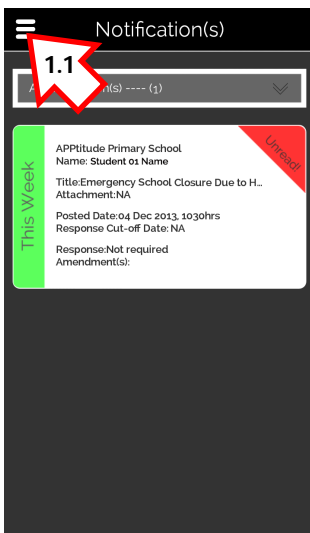 Notification(s)
1.1
(s) ---- (1)
Unread!
This Week
APPtitude Primary School
Name: Student 01 Name
Title:Emergency School Closure Due to H...
Attachment:NA
Posted Date:04 Dec 2013, 1030hrs
Response Cut-off Date: NA
Response:Not required
Amendment(s):